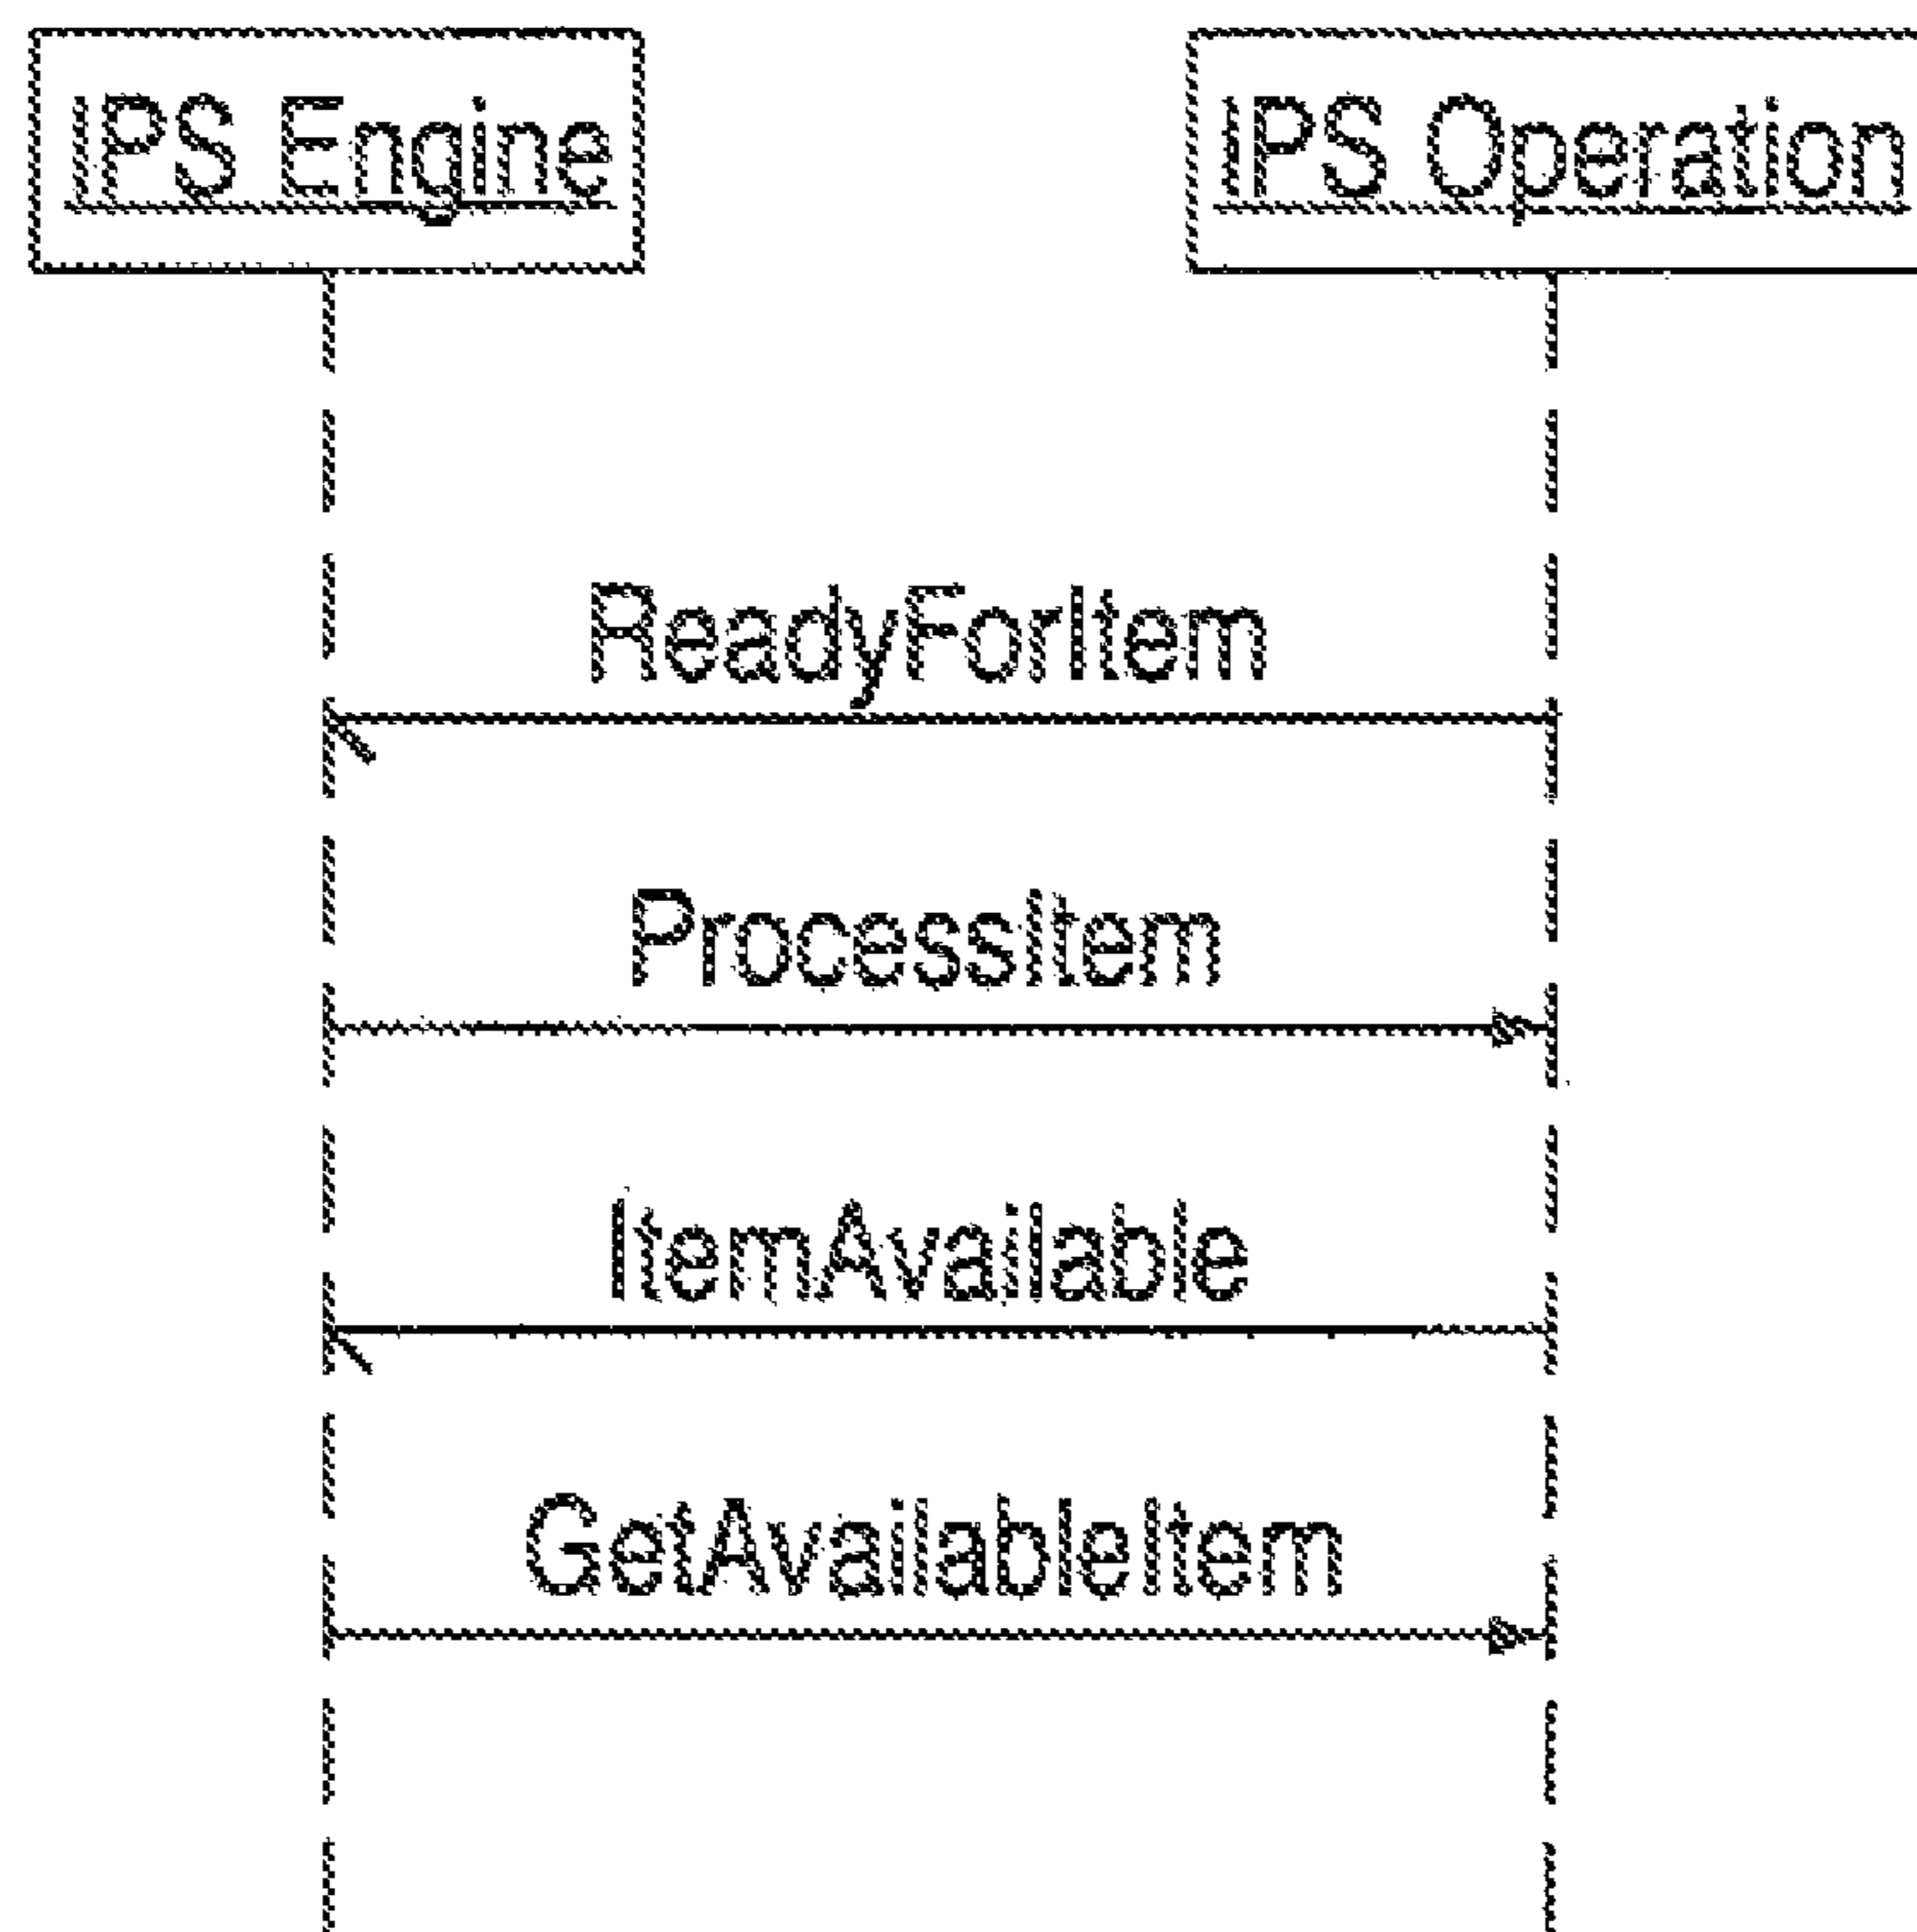 IPS Engine
IPS Operation
ReadyForItem
ProcessItem
ItemAvailable
GetAvailableItem